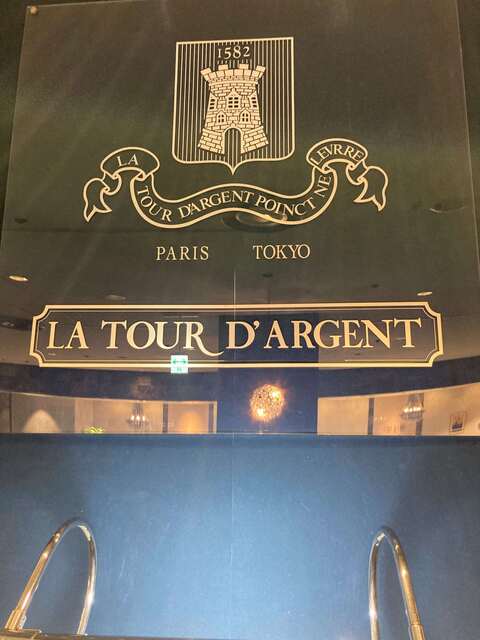 1582
LA TOUR D'ARGENT POINCT NE LEVRRE
PARIS TOKYO
LA TOUR D'ARGENT